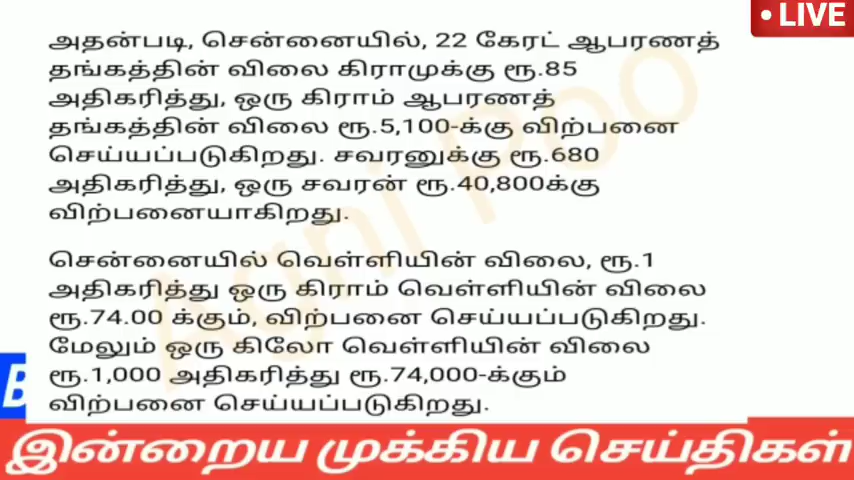 LIVE
அதன்படி, சென்னையில், 22 கேரட் ஆபரணத்
தங்கத்தின் விலை கிராமுக்கு ரூ.85
அதிகரித்து, ஒரு கிராம் ஆபரணத்
தங்கத்தின் விலை ரூ.5,100-க்கு விற்பனை
செய்யப்படுகிறது. சவரனுக்கு ரூ.680
அதிகரித்து, ஒரு சவரன் ரூ.40,800க்கு
விற்பனையாகிறது.
சென்னையில் வெள்ளியின் விலை, ரூ.1
அதிகரித்து ஒரு கிராம் வெள்ளியின் விலை
ரூ.74.00 க்கும், விற்பனை செய்யப்படுகிறது.
மேலும் ஒரு கிலோ வெள்ளியின் விலை
ரூ.1,000 அதிகரித்து ரூ.74,000-க்கும்
விற்பனை செய்யப்படுகிறது.
Agni Poo
இன்றைய முக்கிய செய்திகள்